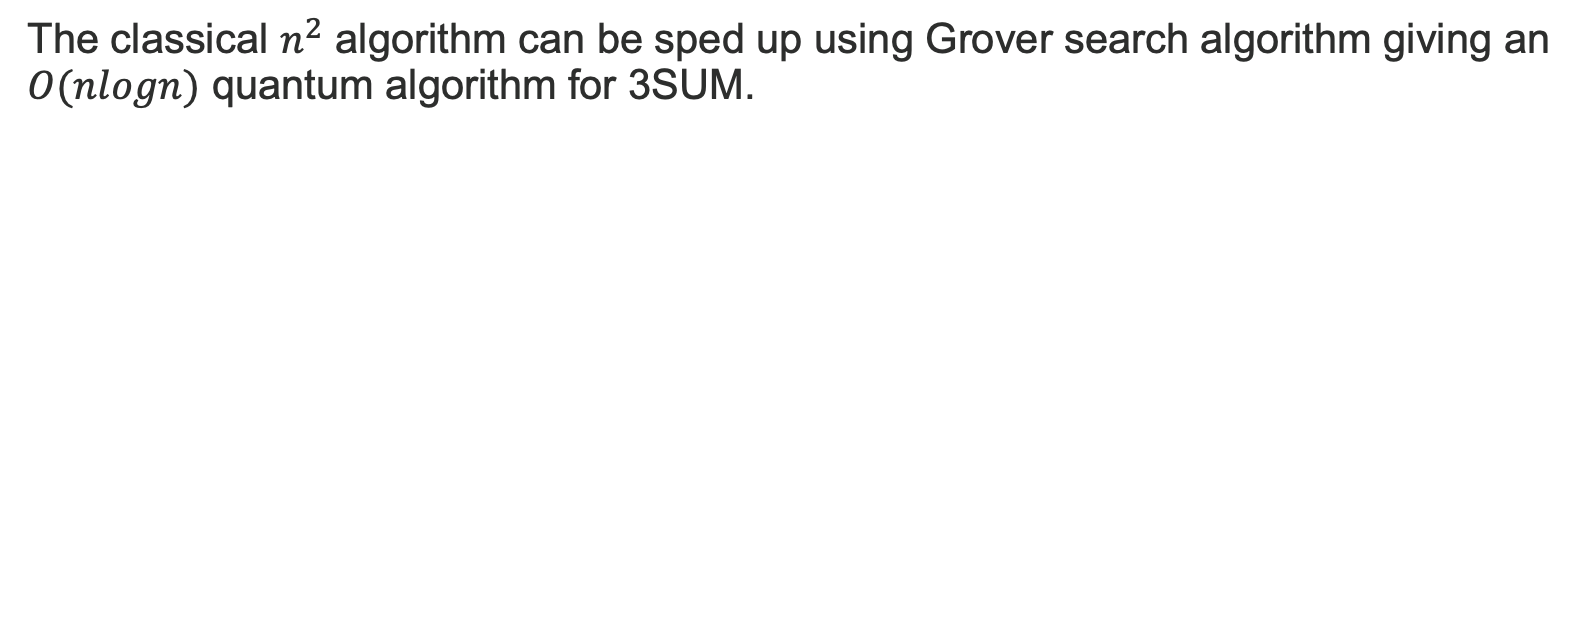 The classical n² algorithm can be sped up using Grover search algorithm giving an
O(nlogn) quantum algorithm for 3SUM.